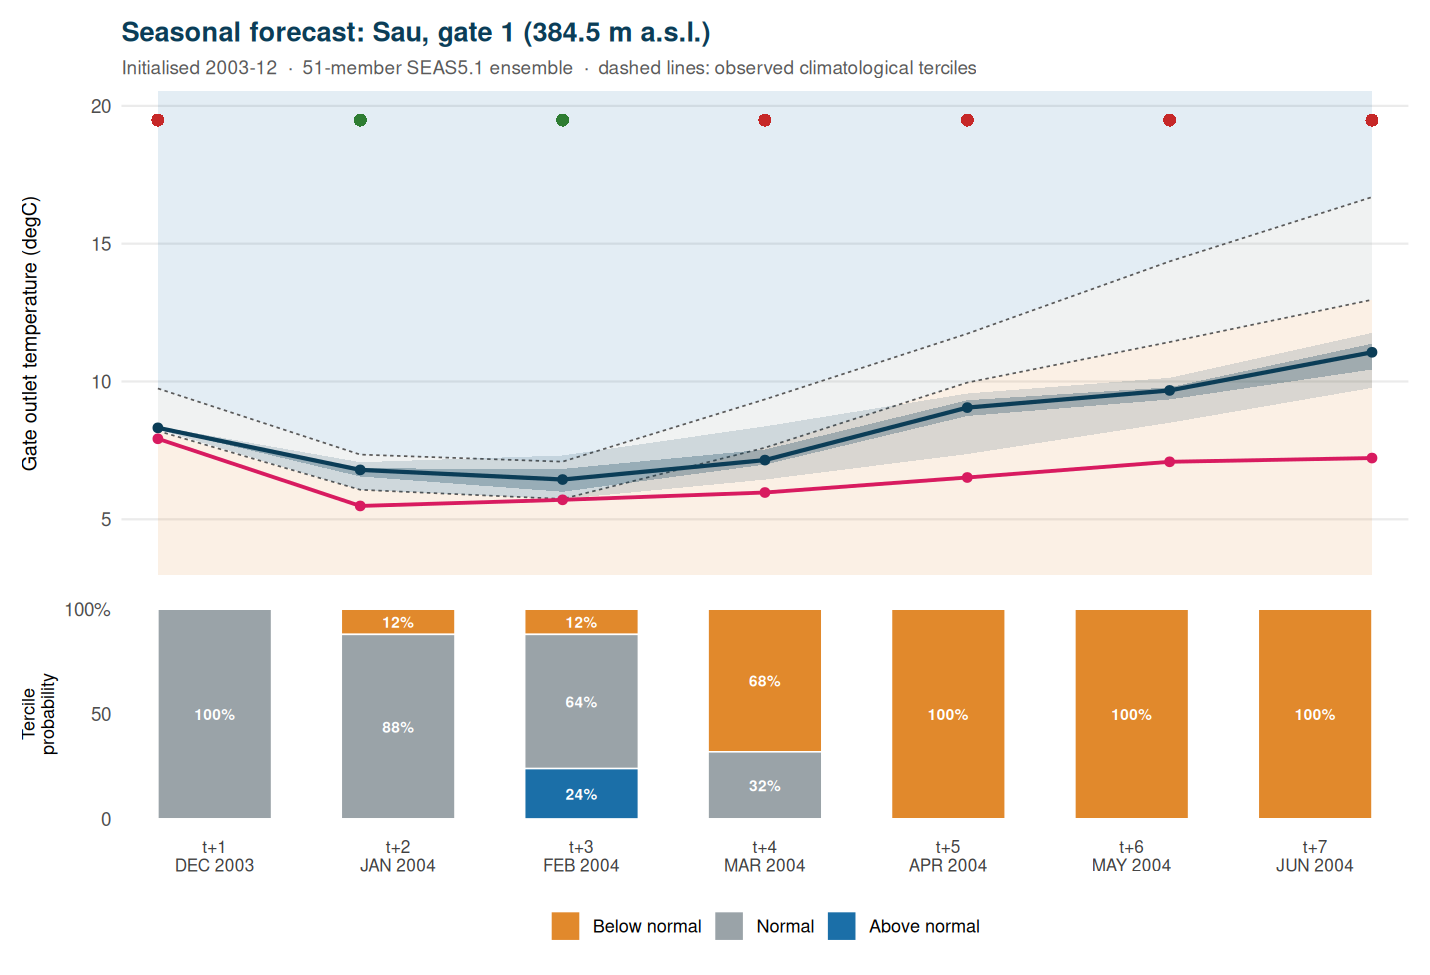 Seasonal forecast: Sau, gate 1 (384.5 m a.s.l.)
Initialised 2003-12 · 51-member SEAS5.1 ensemble · dashed lines: observed climatological terciles
Gate outlet temperature (degC)
20
15
10
5
Tercile
probability
100%
50
0
100%
12%
88%
12%
64%
24%
68%
32%
100%
100%
100%
t+1
DEC 2003
t+2
JAN 2004
t+3
FEB 2004
t+4
MAR 2004
t+5
APR 2004
t+6
MAY 2004
t+7
JUN 2004
Below normal
Normal
Above normal